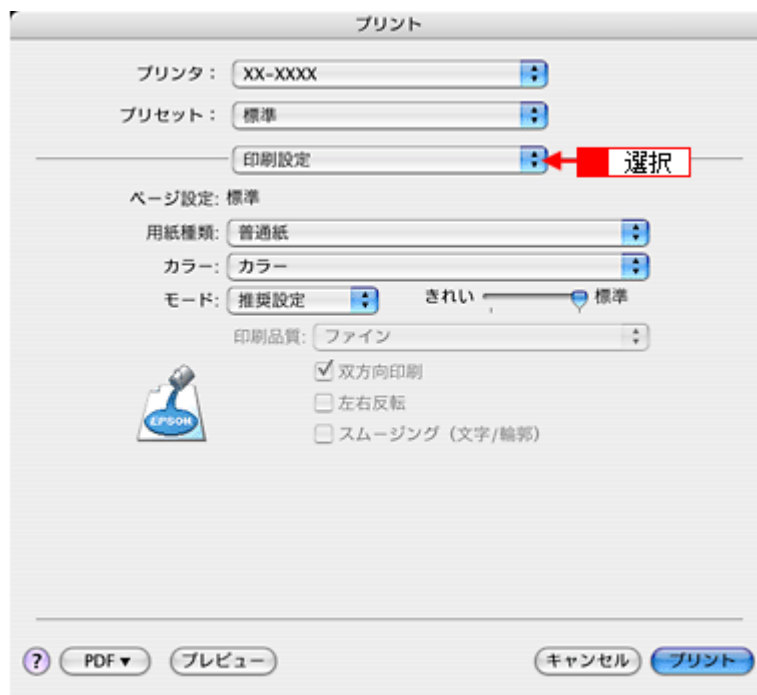 プリント
プリンタ： XX-XXXX
プリセット： 標準
印刷設定 選択
ページ設定: 標準
用紙種類: 普通紙
カラー: カラー
モード: 推奨設定 きれい 標準
印刷品質: ファイン
双方向印刷
左右反転
EPSON
スムージング（文字/輪郭）
? PDF▼ プレビュー キャンセル プリント